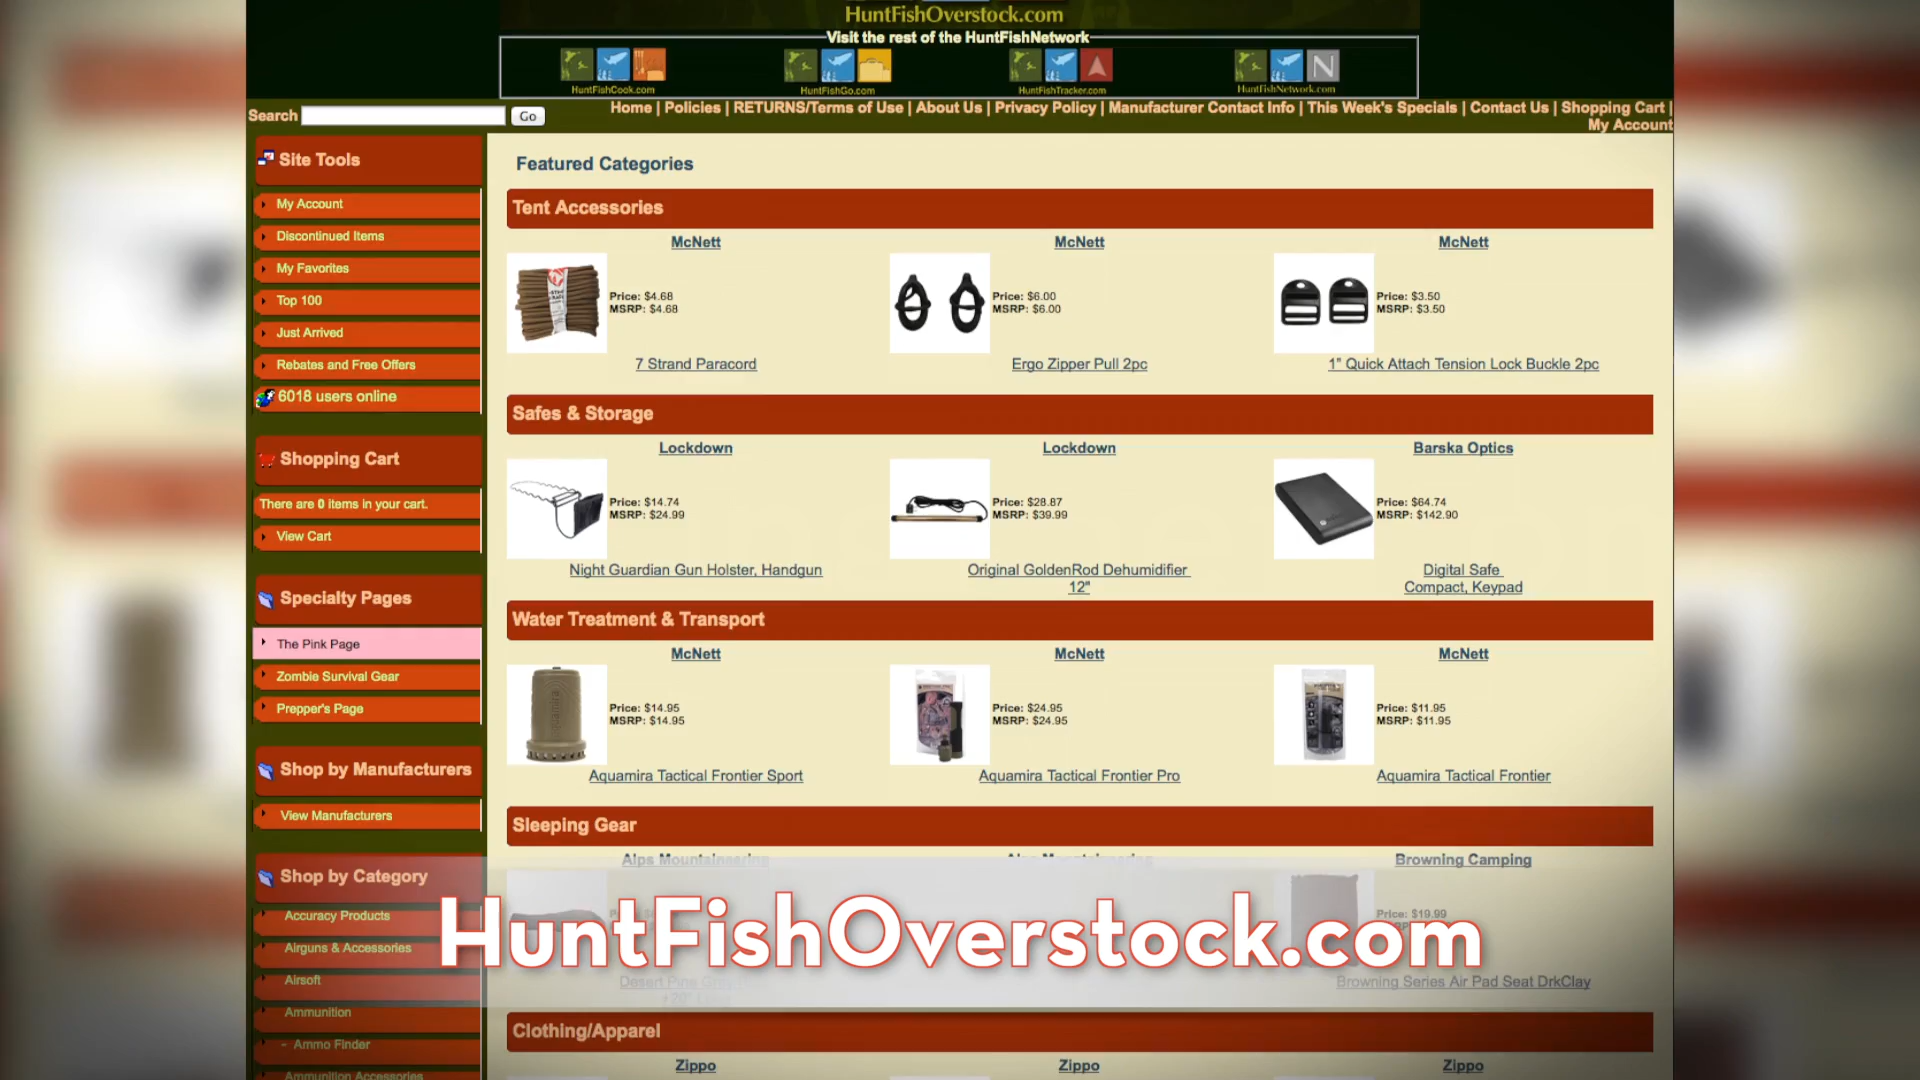 HuntFishOverstock.com
Visit the rest of the HuntFishNetwork
HuntFishCook.com
HuntFishGo.com
HuntFishTracker.com
N
HuntFishNetwork.com
Search
Go
Home | Policies | RETURNS/Terms of Use | About Us | Privacy Policy | Manufacturer Contact Info | This Week's Specials | Contact Us | Shopping Cart |
My Account
Site Tools
My Account
Discontinued Items
My Favorites
Top 100
Just Arrived
Rebates and Free Offers
6018 users online
Shopping Cart
There are 0 items in your cart.
View Cart
Specialty Pages
The Pink Page
Zombie Survival Gear
Prepper's Page
Shop by Manufacturers
View Manufacturers
Shop by Category
Accuracy Products
Airguns & Accessories
Airsoft
Ammunition
- Ammo Finder
Ammunition Accessories
Featured Categories
Tent Accessories
McNett
Price: $4.68
MSRP: $4.68
7 Strand Paracord
McNett
Price: $6.00
MSRP: $6.00
Ergo Zipper Pull 2pc
McNett
Price: $3.50
MSRP: $3.50
1" Quick Attach Tension Lock Buckle 2pc
Safes & Storage
Lockdown
Price: $14.74
MSRP: $24.99
Night Guardian Gun Holster, Handgun
Lockdown
Price: $28.87
MSRP: $39.99
Original GoldenRod Dehumidifier
12"
Barska Optics
Price: $64.74
MSRP: $142.90
Digital Safe
Compact, Keypad
Water Treatment & Transport
McNett
Price: $14.95
MSRP: $14.95
Aquamira Tactical Frontier Sport
McNett
Price: $24.95
MSRP: $24.95
Aquamira Tactical Frontier Pro
McNett
Price: $11.95
MSRP: $11.95
Aquamira Tactical Frontier
Sleeping Gear
Alps Mountaineering
Alps Mountaineering
Browning Camping
Price: $19.99
Desert Pine
+20°
Browning Series Air Pad Seat DrkClay
HuntFishOverstock.com
Clothing/Apparel
Zippo
Zippo
Zippo